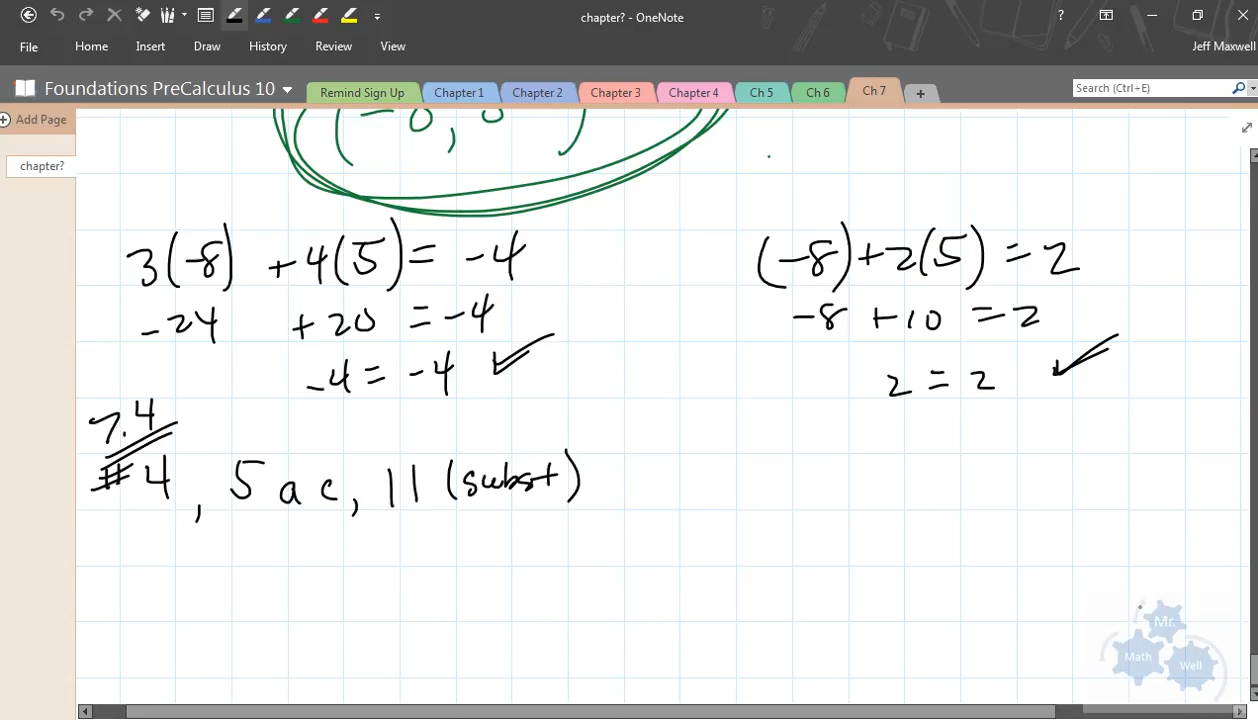 chapter? - OneNote
?
File Home Insert Draw History Review View
Jeff Maxwell
Foundations PreCalculus 10
Remind Sign Up Chapter 1 Chapter 2 Chapter 3 Chapter 4 Ch 5 Ch 6 Ch 7 +
Search (Ctrl+E)
Add Page
chapter?
3(-8) +4(5) = -4
-24 +20 = -4
-4 = -4 ✓
(-8)+2(5) = 2
-8 +10 = 2
2 = 2 ✓
7.4
#4, 5 a c, 11 (subst)
Mr.
Math
Well